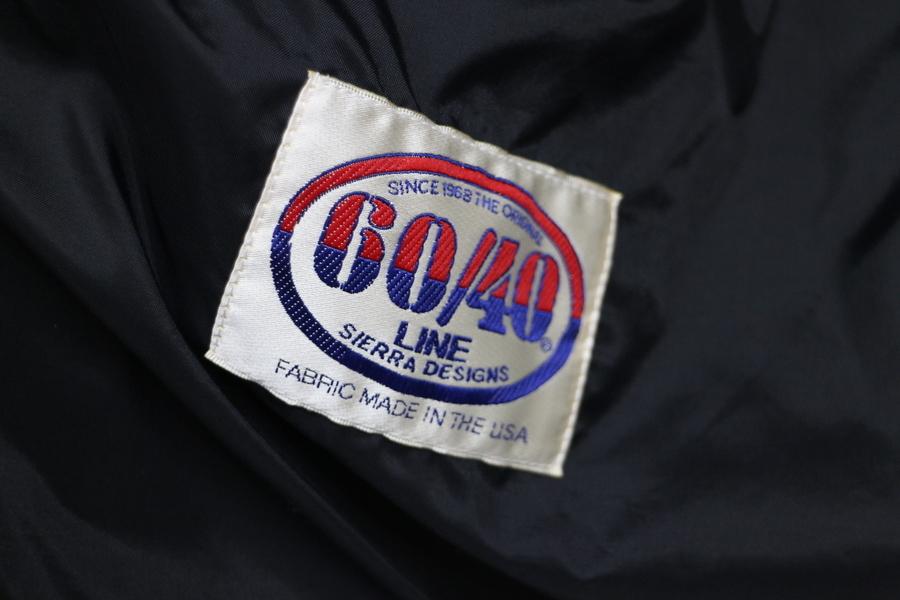 SINCE 1968 THE ORIGINAL
60/40®
LINE
SIERRA DESIGNS
FABRIC MADE IN THE USA